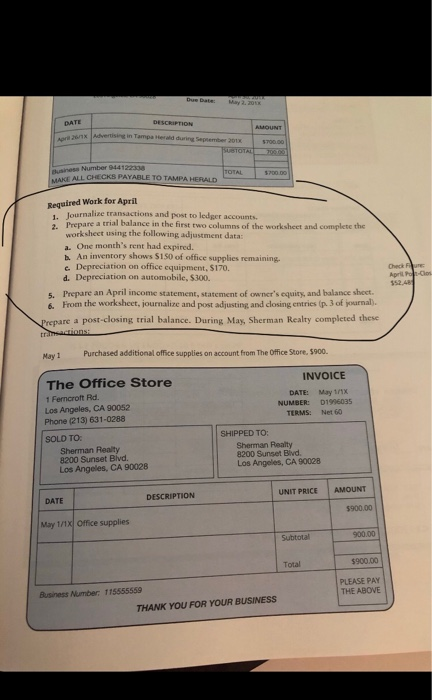 Due Date: May 2, 201X
DATE DESCRIPTION AMOUNT
April 26/1X Advertising in Tampa Herald during September 201X $700.00
SUBTOTAL 700.00
Business Number 944122338 TOTAL $700.00
MAKE ALL CHECKS PAYABLE TO TAMPA HERALD
Required Work for April
1. Journalize transactions and post to ledger accounts.
2. Prepare a trial balance in the first two columns of the worksheet and complete the
worksheet using the following adjustment data:
a. One month's rent had expired.
b. An inventory shows $150 of office supplies remaining.
c. Depreciation on office equipment, $170.
d. Depreciation on automobile, $300.
Check Figure
April Post-Clos
5. Prepare an April income statement, statement of owner's equity, and balance sheet.
6. From the worksheet, journalize and post adjusting and closing entries (p. 3 of journal).
Prepare a post-closing trial balance. During May, Sherman Realty completed these
transactions:
May 1 Purchased additional office supplies on account from The Office Store, $900.
The Office Store
1 Ferncroft Rd.
Los Angeles, CA 90052
Phone (213) 631-0288
INVOICE
DATE: May 1/1X
NUMBER: D1996035
TERMS: Net 60
SOLD TO:
Sherman Realty
8200 Sunset Blvd.
Los Angeles, CA 90028
SHIPPED TO:
Sherman Realty
8200 Sunset Blvd.
Los Angeles, CA 90028
DATE DESCRIPTION UNIT PRICE AMOUNT
$900.00
May 1/1X Office supplies
Subtotal 900.00
Total $900.00
Business Number: 115555559
PLEASE PAY
THE ABOVE
THANK YOU FOR YOUR BUSINESS